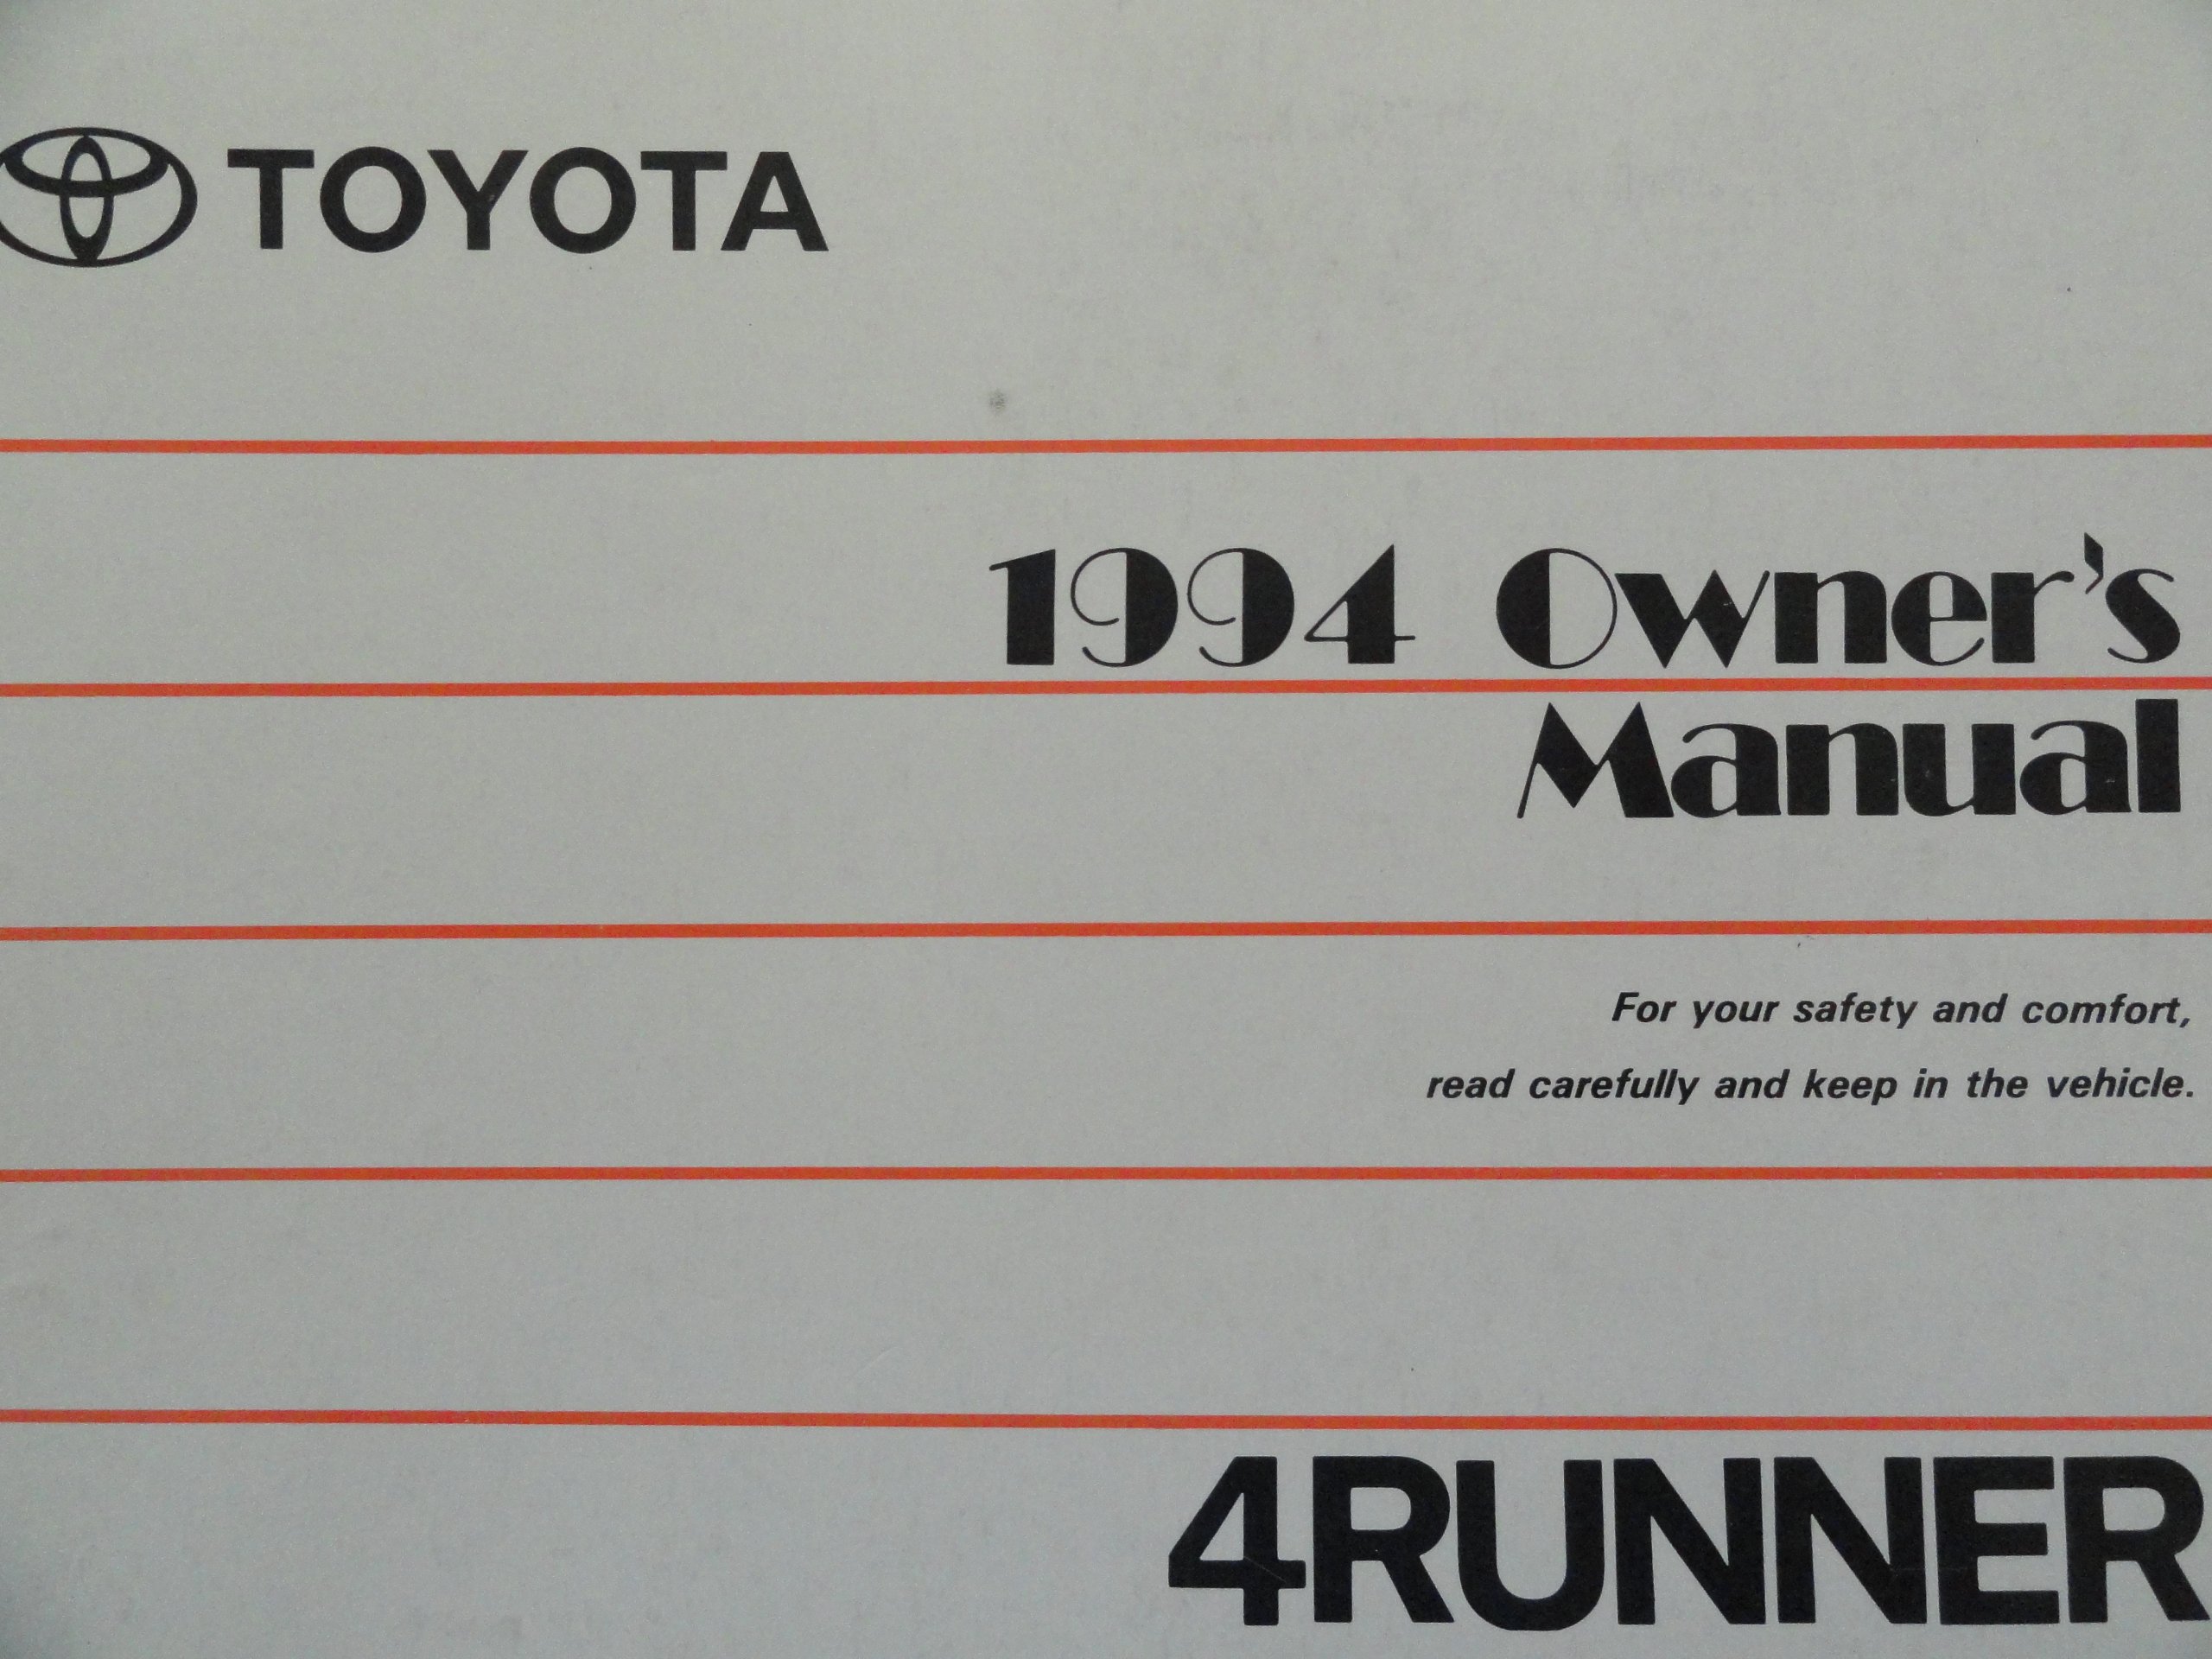 TOYOTA
1994 Owner's
Manual
For your safety and comfort,
read carefully and keep in the vehicle.
4RUNNER